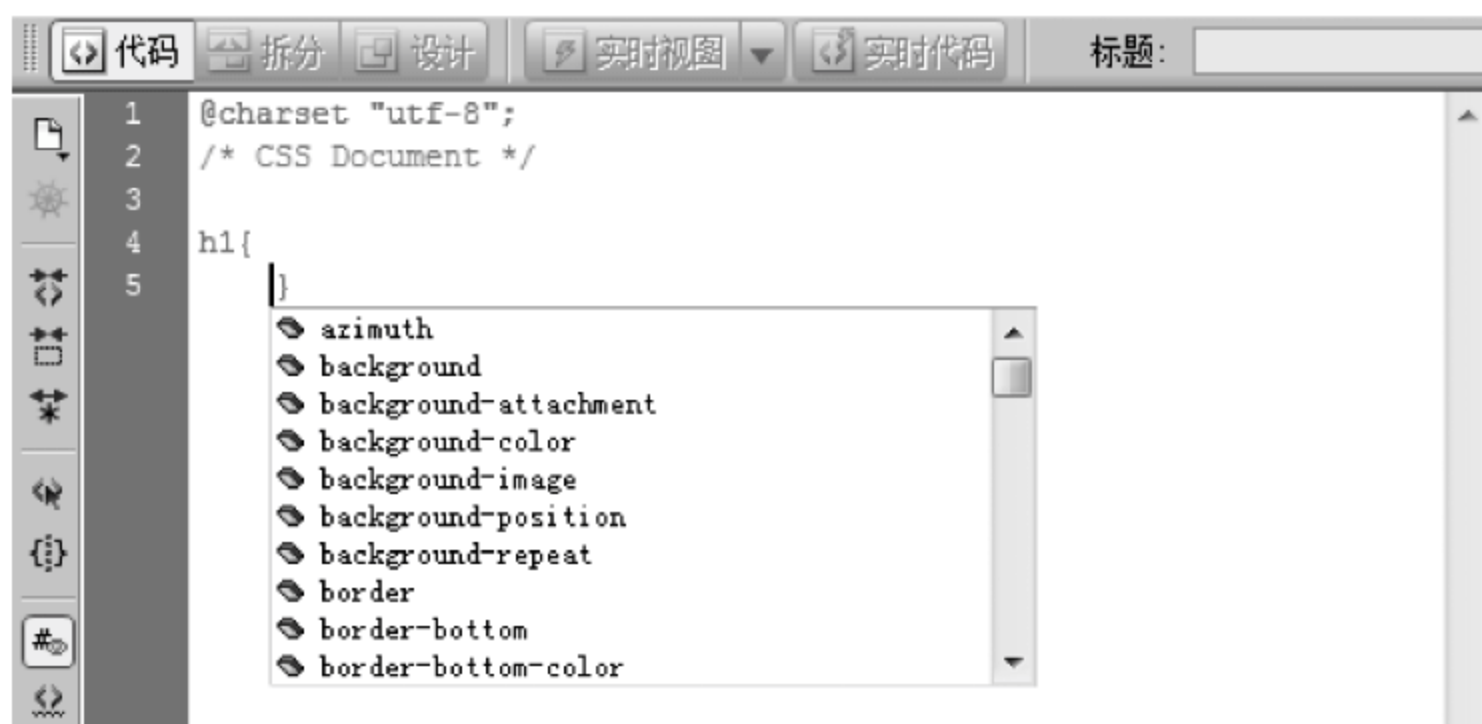 代码 拆分 设计 实时视图 实时代码 标题:
1 @charset "utf-8";
2 /* CSS Document */
3
4 h1{
5 }
azimuth
background
background-attachment
background-color
background-image
background-position
background-repeat
border
border-bottom
border-bottom-color